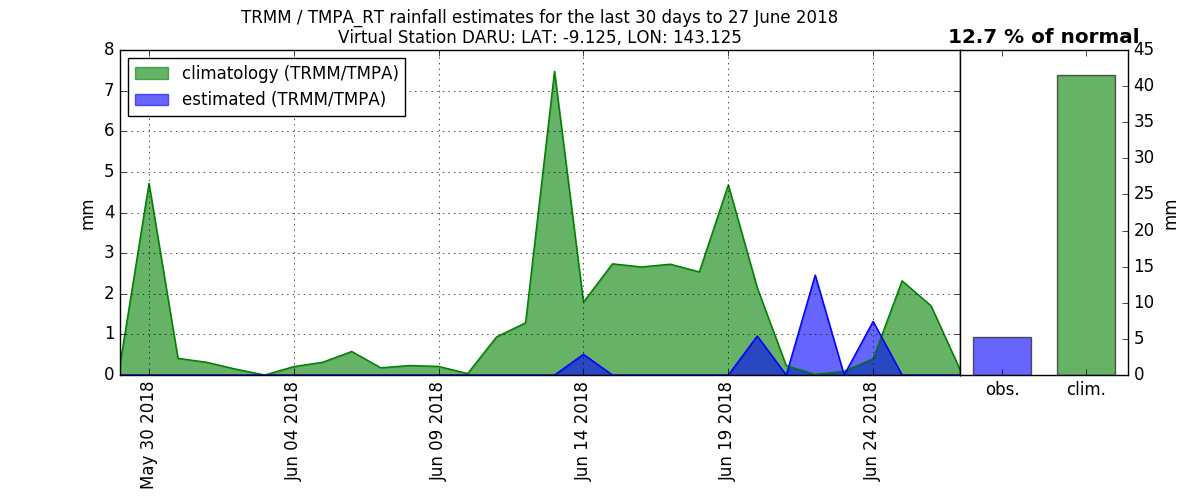 TRMM / TMPA_RT rainfall estimates for the last 30 days to 27 June 2018
Virtual Station DARU: LAT: -9.125, LON: 143.125
12.7 % of normal
climatology (TRMM/TMPA)
estimated (TRMM/TMPA)
8
7
6
5
4
3
2
1
0
mm
May 30 2018
Jun 04 2018
Jun 09 2018
Jun 14 2018
Jun 19 2018
Jun 24 2018
45
40
35
30
25
20
15
10
5
0
mm
obs.
clim.